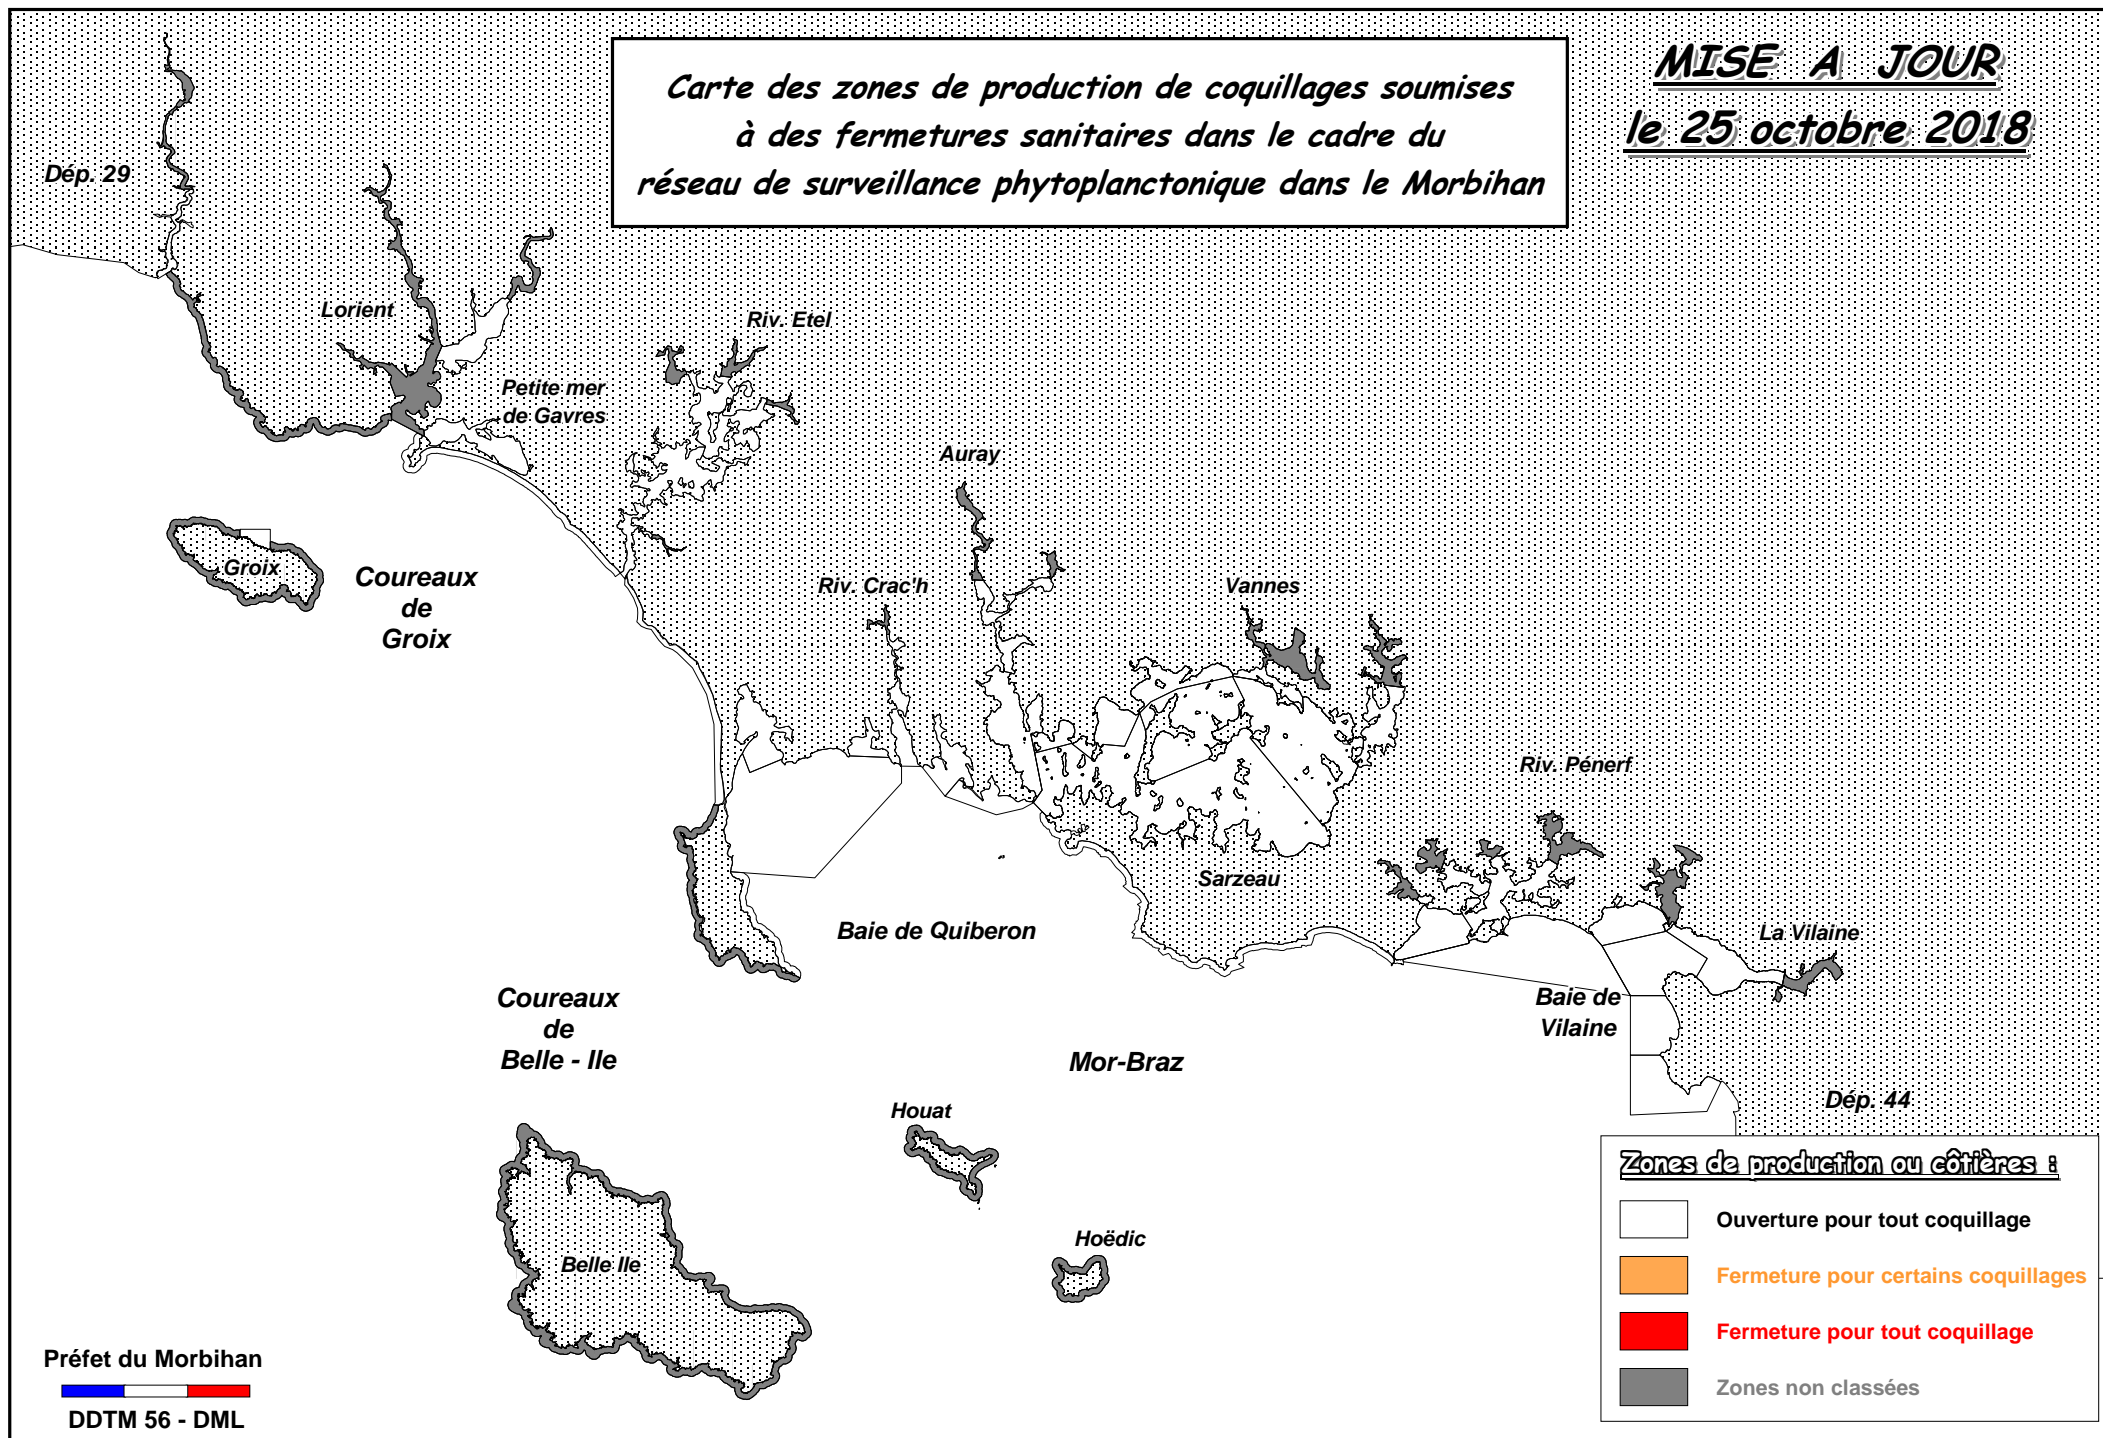 Carte des zones de production de coquillages soumises
à des fermetures sanitaires dans le cadre du
réseau de surveillance phytoplanctonique dans le Morbihan
MISE A JOUR
le 25 octobre 2018
Dép. 29
Lorient
Riv. Etel
Petite mer
de Gavres
Auray
Groix
Coureaux
de
Groix
Riv. Crac'h
Vannes
Riv. Pénerf
Sarzeau
Baie de Quiberon
La Vilaine
Coureaux
de
Belle - Ile
Baie de
Vilaine
Mor-Braz
Dép. 44
Houat
Hoëdic
Belle Ile
Zones de production ou côtières :
Ouverture pour tout coquillage
Fermeture pour certains coquillages
Fermeture pour tout coquillage
Zones non classées
Préfet du Morbihan
DDTM 56 - DML